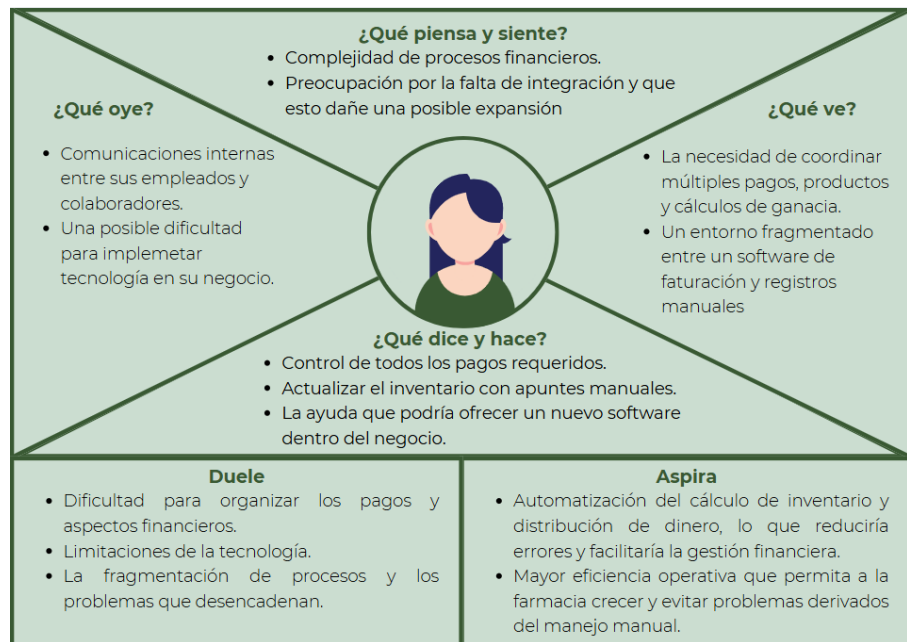 ¿Qué piensa y siente?
• Complejidad de procesos financieros.
• Preocupación por la falta de integración y que
esto dañe una posible expansión
¿Qué oye?
• Comunicaciones internas
entre sus empleados y
colaboradores.
• Una posible dificultad
para implemetar
tecnología en su negocio.
¿Qué ve?
• La necesidad de coordinar
múltiples pagos, productos
y cálculos de ganacia.
• Un entorno fragmentado
entre un software de
faturación y registros
manuales
¿Qué dice y hace?
• Control de todos los pagos requeridos.
• Actualizar el inventario con apuntes manuales.
• La ayuda que podría ofrecer un nuevo software
dentro del negocio.
Duele
• Dificultad para organizar los pagos y
aspectos financieros.
• Limitaciones de la tecnología.
• La fragmentación de procesos y los
problemas que desencadenan.
Aspira
• Automatización del cálculo de inventario y
distribución de dinero, lo que reduciría
errores y facilitaría la gestión financiera.
• Mayor eficiencia operativa que permita a la
farmacia crecer y evitar problemas derivados
del manejo manual.